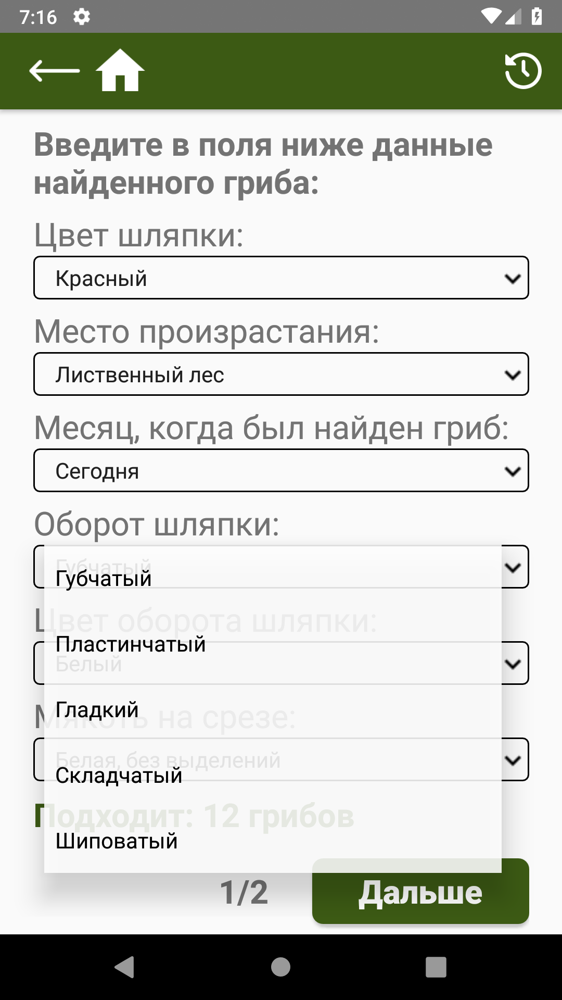 7:16
Введите в поля ниже данные
найденного гриба:
Цвет шляпки:
Красный
Место произрастания:
Лиственный лес
Месяц, когда был найден гриб:
Сегодня
Оборот шляпки:
Губчатый
Губчатый
Цвет оборота шляпки:
Пластинчатый
Белый
Гладкий
Мякоть на срезе:
Белая, без выделений
Складчатый
Подходит: 12 грибов
Шиповатый
1/2
Дальше